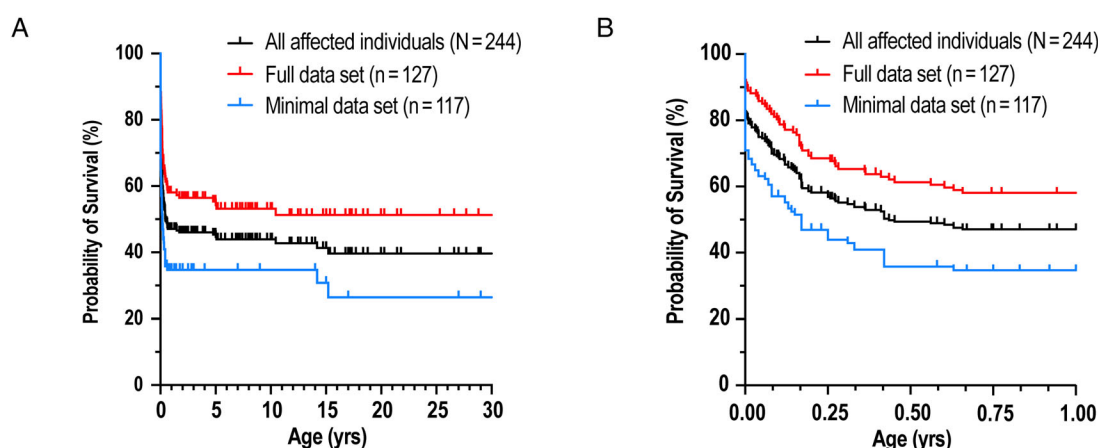 A
All affected individuals (N = 244)
Full data set (n = 127)
Minimal data set (n = 117)
Probability of Survival (%)
100
80
60
40
20
0
0 5 10 15 20 25 30
Age (yrs)
B
All affected individuals (N = 244)
Full data set (n = 127)
Minimal data set (n = 117)
Probability of Survival (%)
100
80
60
40
20
0
0.00 0.25 0.50 0.75 1.00
Age (yrs)